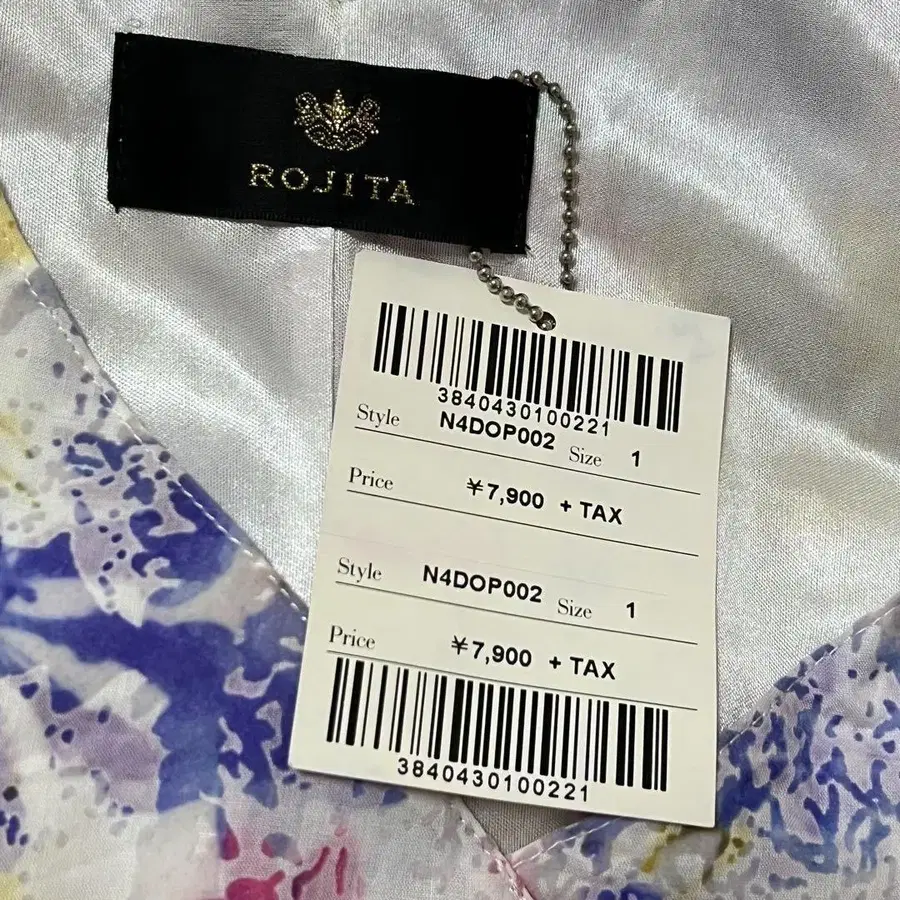 ROJITA
3840430100221
Style N4DOP002 Size 1
Price ¥7,900 + TAX
Style N4DOP002 Size 1
Price ¥7,900 + TAX
3840430100221